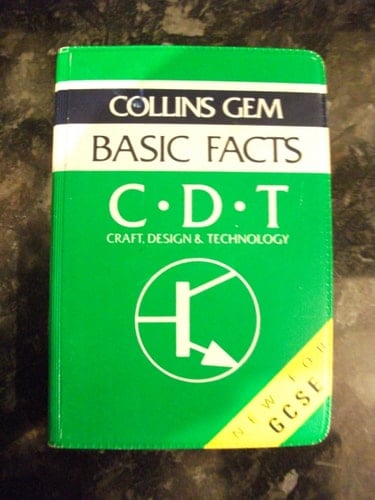 COLLINS GEM
BASIC FACTS
C·D·T
CRAFT, DESIGN & TECHNOLOGY
NEW FOR
GCSE